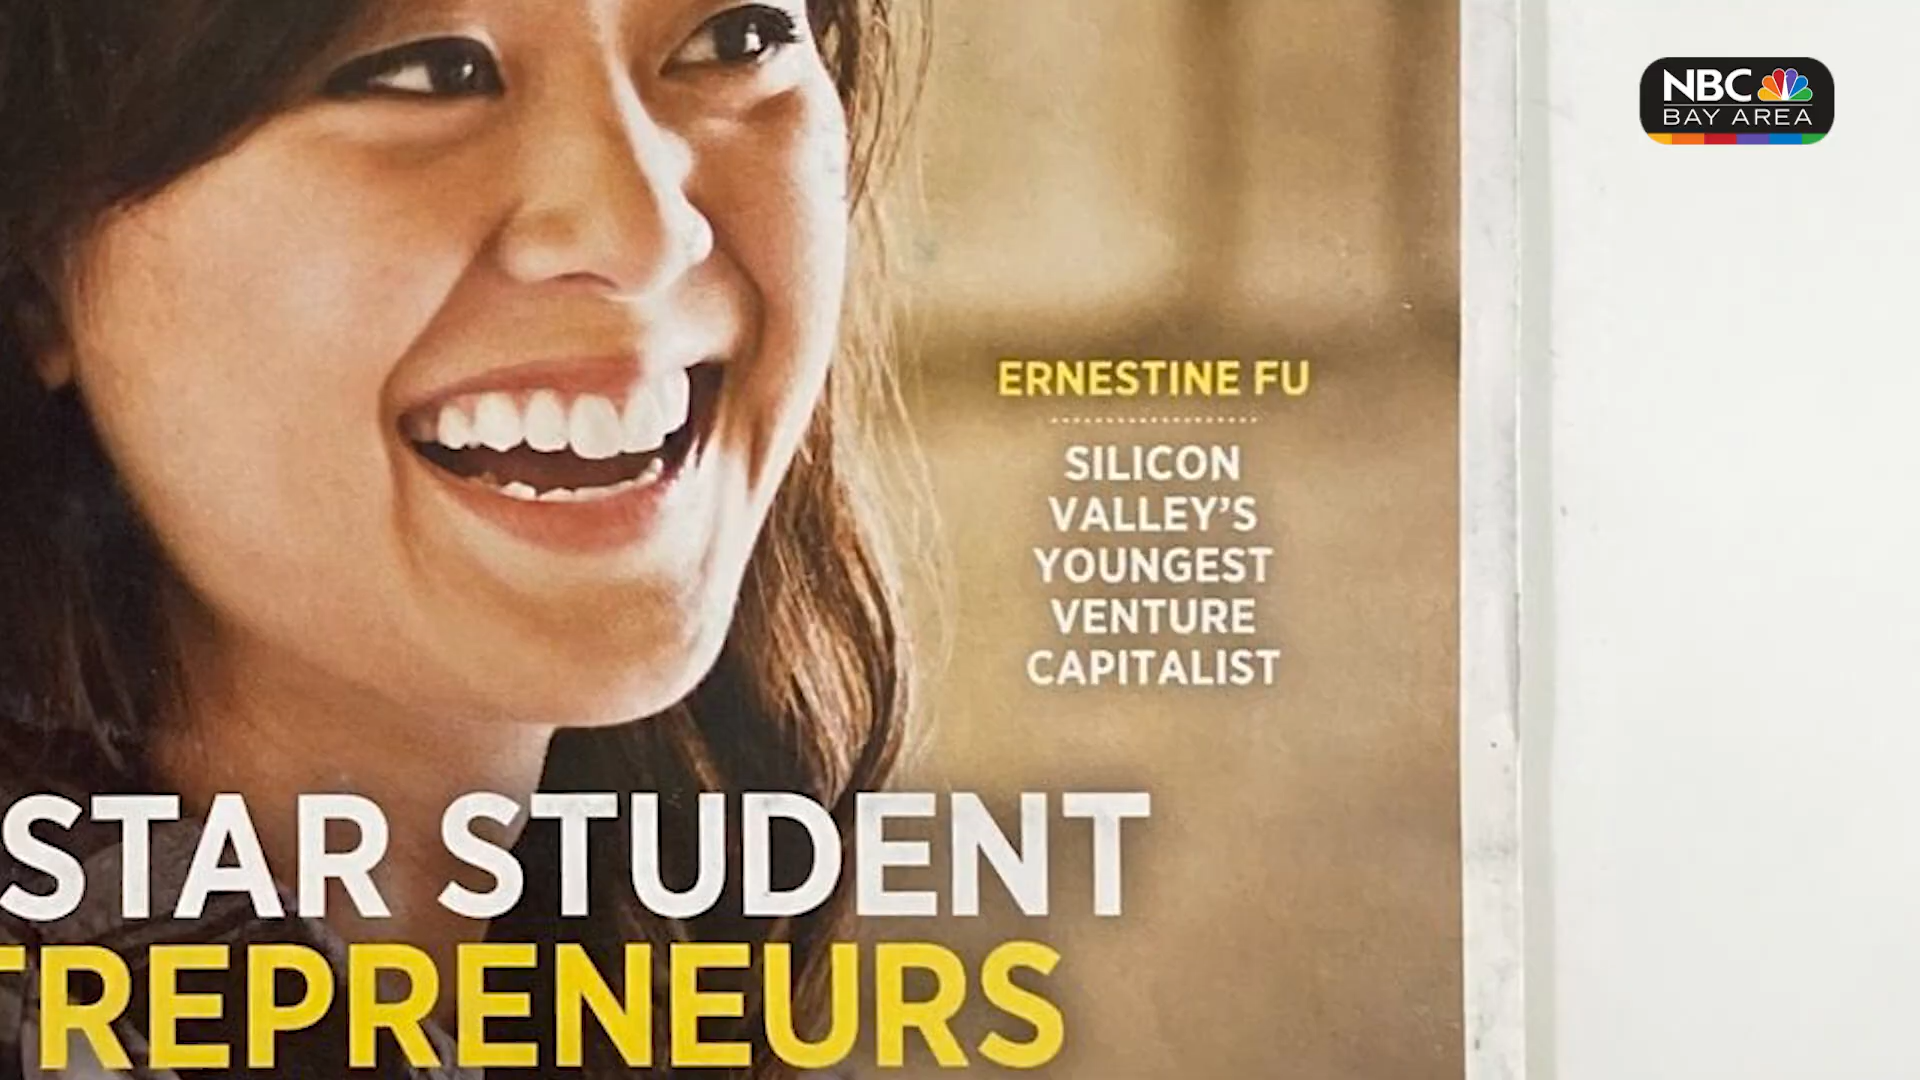 NBC
BAY AREA
ERNESTINE FU
SILICON
VALLEY'S
YOUNGEST
VENTURE
CAPITALIST
STAR STUDENT
TREPRENEURS